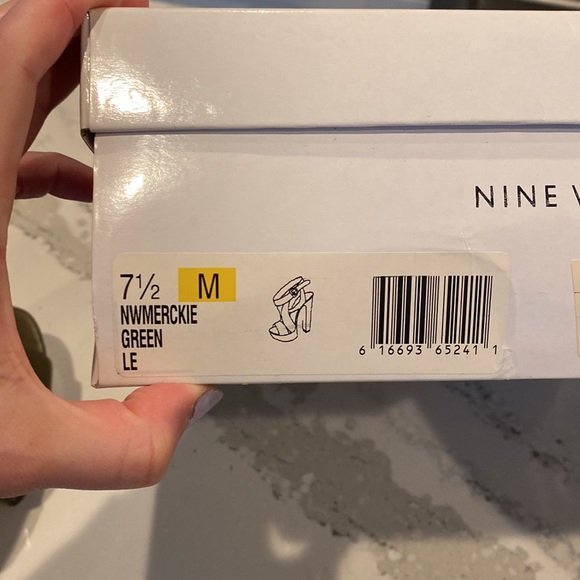 NINE
7½ M
NWMERCKIE
GREEN
LE
6 16693 65241 1